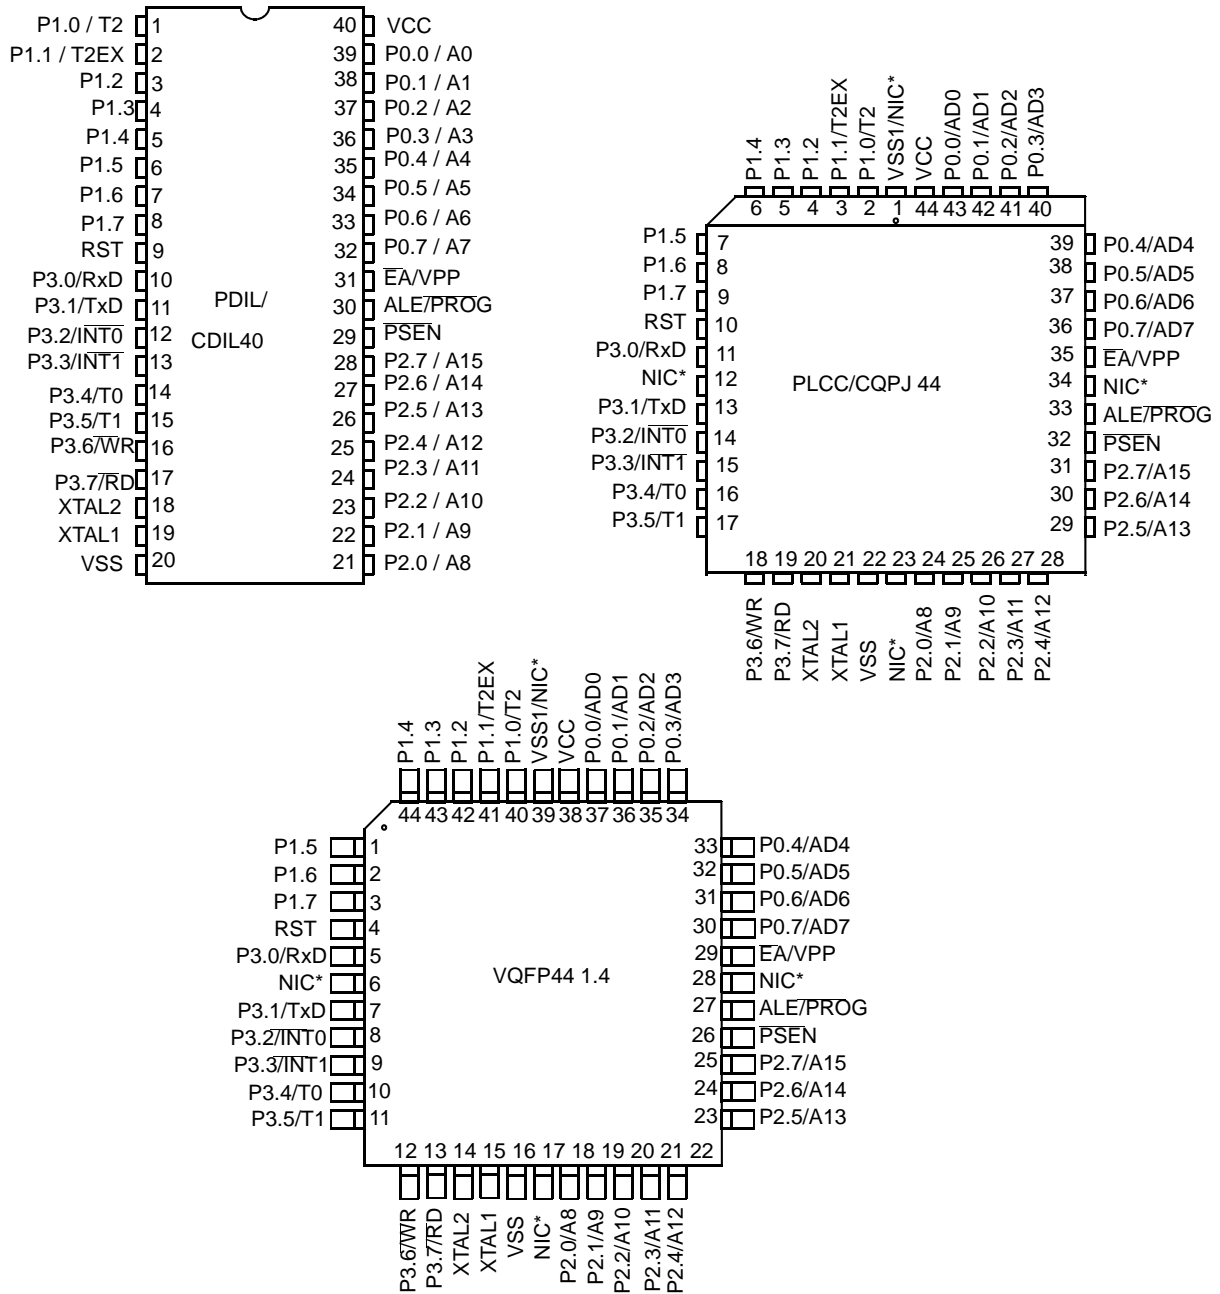 P1.0 / T2 1 40 VCC
P1.1 / T2EX 2 39 P0.0 / A0
P1.2 3 38 P0.1 / A1
P1.3 4 37 P0.2 / A2
P1.4 5 36 P0.3 / A3
P1.5 6 35 P0.4 / A4
P1.6 7 34 P0.5 / A5
P1.7 8 33 P0.6 / A6
RST 9 32 P0.7 / A7
P3.0/RxD 10 31 EA/VPP
P3.1/TxD 11 30 ALE/PROG
P3.2/INT0 12 29 PSEN
P3.3/INT1 13 28 P2.7 / A15
P3.4/T0 14 27 P2.6 / A14
P3.5/T1 15 26 P2.5 / A13
P3.6/WR 16 25 P2.4 / A12
P3.7/RD 17 24 P2.3 / A11
XTAL2 18 23 P2.2 / A10
XTAL1 19 22 P2.1 / A9
VSS 20 21 P2.0 / A8
PDIL/
CDIL40
P1.4 P1.3 P1.2 P1.1/T2EX P1.0/T2 VSS1/NIC* VCC P0.0/AD0 P0.1/AD1 P0.2/AD2 P0.3/AD3
6 5 4 3 2 1 44 43 42 41 40
P1.5 7 39 P0.4/AD4
P1.6 8 38 P0.5/AD5
P1.7 9 37 P0.6/AD6
RST 10 36 P0.7/AD7
P3.0/RxD 11 35 EA/VPP
NIC* 12 34 NIC*
P3.1/TxD 13 33 ALE/PROG
P3.2/INT0 14 32 PSEN
P3.3/INT1 15 31 P2.7/A15
P3.4/T0 16 30 P2.6/A14
P3.5/T1 17 29 P2.5/A13
PLCC/CQPJ 44
18 19 20 21 22 23 24 25 26 27 28
P3.6/WR P3.7/RD XTAL2 XTAL1 VSS NIC* P2.0/A8 P2.1/A9 P2.2/A10 P2.3/A11 P2.4/A12
P1.4 P1.3 P1.2 P1.1/T2EX P1.0/T2 VSS1/NIC* VCC P0.0/AD0 P0.1/AD1 P0.2/AD2 P0.3/AD3
44 43 42 41 40 39 38 37 36 35 34
P1.5 1 33 P0.4/AD4
P1.6 2 32 P0.5/AD5
P1.7 3 31 P0.6/AD6
RST 4 30 P0.7/AD7
P3.0/RxD 5 29 EA/VPP
NIC* 6 28 NIC*
P3.1/TxD 7 27 ALE/PROG
P3.2/INT0 8 26 PSEN
P3.3/INT1 9 25 P2.7/A15
P3.4/T0 10 24 P2.6/A14
P3.5/T1 11 23 P2.5/A13
VQFP44 1.4
12 13 14 15 16 17 18 19 20 21 22
P3.6/WR P3.7/RD XTAL2 XTAL1 VSS NIC* P2.0/A8 P2.1/A9 P2.2/A10 P2.3/A11 P2.4/A12